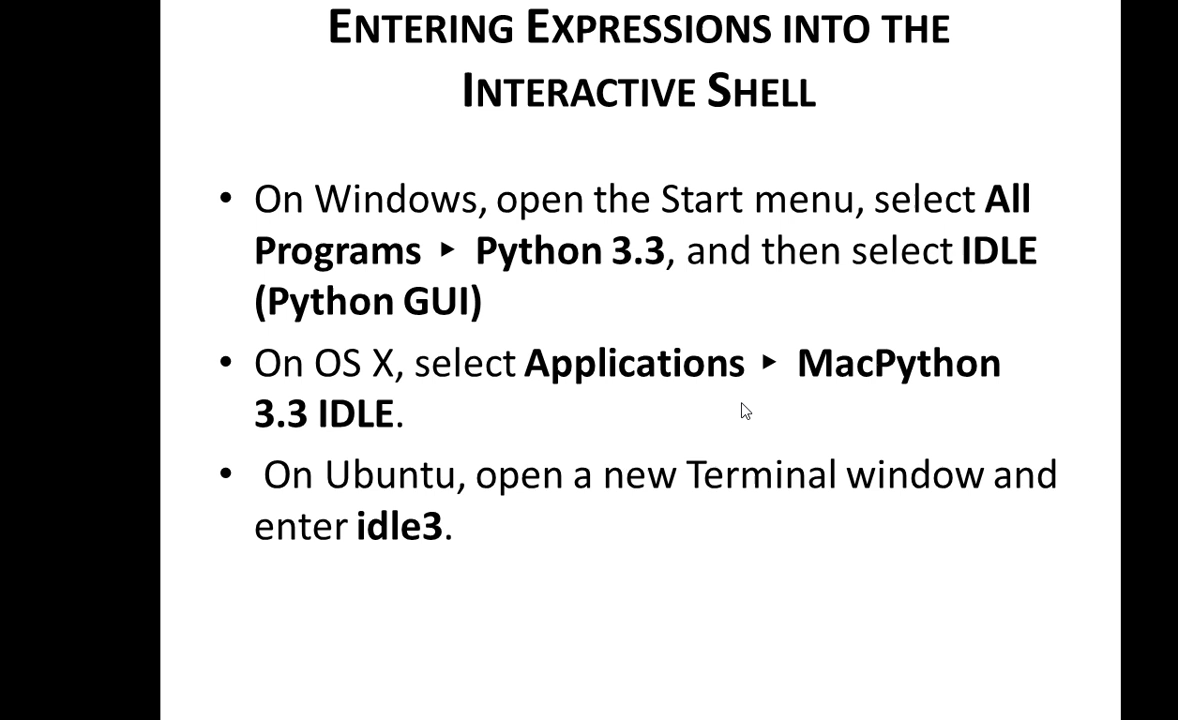 ENTERING EXPRESSIONS INTO THE
INTERACTIVE SHELL
• On Windows, open the Start menu, select All
Programs ▸ Python 3.3, and then select IDLE
(Python GUI)
• On OS X, select Applications ▸ MacPython
3.3 IDLE.
• On Ubuntu, open a new Terminal window and
enter idle3.